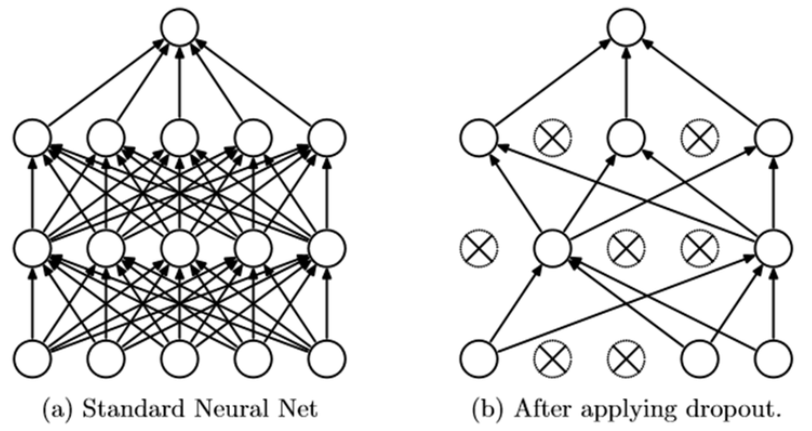 (a) Standard Neural Net
(b) After applying dropout.